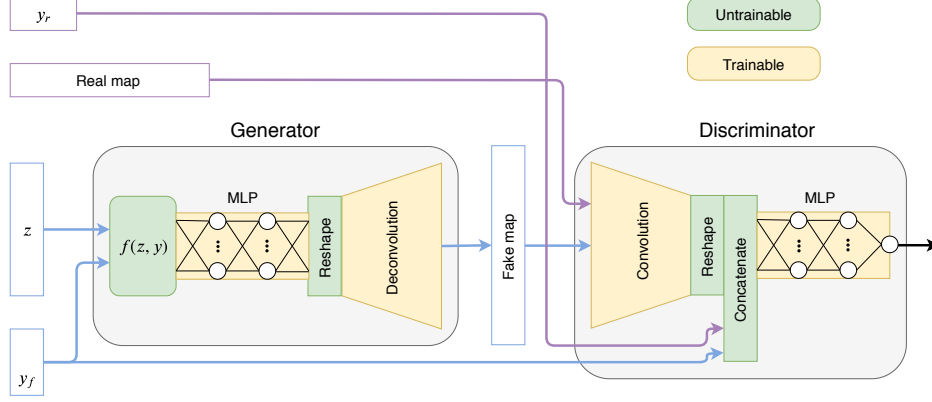 y_r
Untrainable
Real map
Trainable
Generator
Discriminator
z
f(z, y)
MLP
Reshape
Deconvolution
Fake map
Convolution
Reshape
Concatenate
MLP
y_f